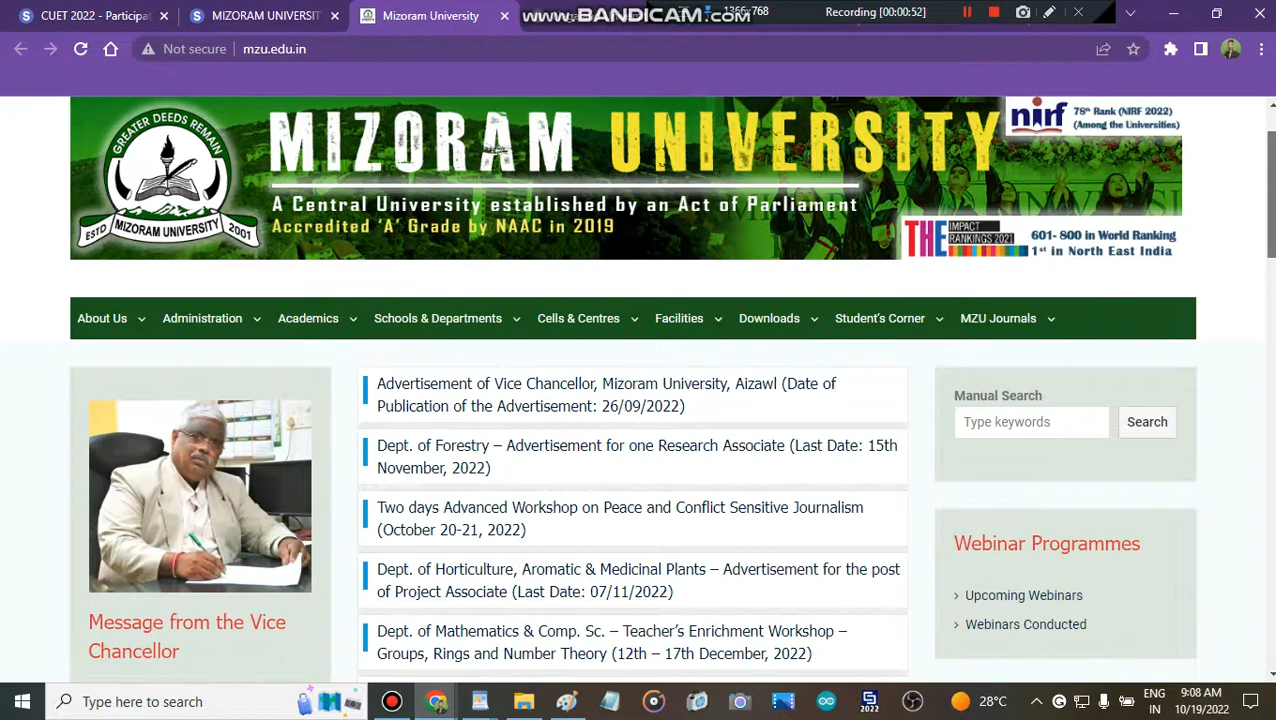 CUET 2022 - Participat
MIZORAM UNIVERSIT
Mizoram University
www.BANDICAM.com
1366x768
Recording [00:00:52]
Not secure
mzu.edu.in
GREATER DEEDS REMAIN
ESTD MIZORAM UNIVERSITY 2001
MIZORAM UNIVERSITY
A Central University established by an Act of Parliament
Accredited 'A' Grade by NAAC in 2019
nirf
78th Rank (NIRF 2022)
(Among the Universities)
THE IMPACT RANKINGS 2021
601- 800 in World Ranking
1st in North East India
About Us
Administration
Academics
Schools & Departments
Cells & Centres
Facilities
Downloads
Student's Corner
MZU Journals
Message from the Vice
Chancellor
Advertisement of Vice Chancellor, Mizoram University, Aizawl (Date of
Publication of the Advertisement: 26/09/2022)
Dept. of Forestry – Advertisement for one Research Associate (Last Date: 15th
November, 2022)
Two days Advanced Workshop on Peace and Conflict Sensitive Journalism
(October 20-21, 2022)
Dept. of Horticulture, Aromatic & Medicinal Plants – Advertisement for the post
of Project Associate (Last Date: 07/11/2022)
Dept. of Mathematics & Comp. Sc. – Teacher's Enrichment Workshop –
Groups, Rings and Number Theory (12th – 17th December, 2022)
Manual Search
Type keywords
Search
Webinar Programmes
Upcoming Webinars
Webinars Conducted
Type here to search
2022
28°C
ENG
IN
9:08 AM
10/19/2022